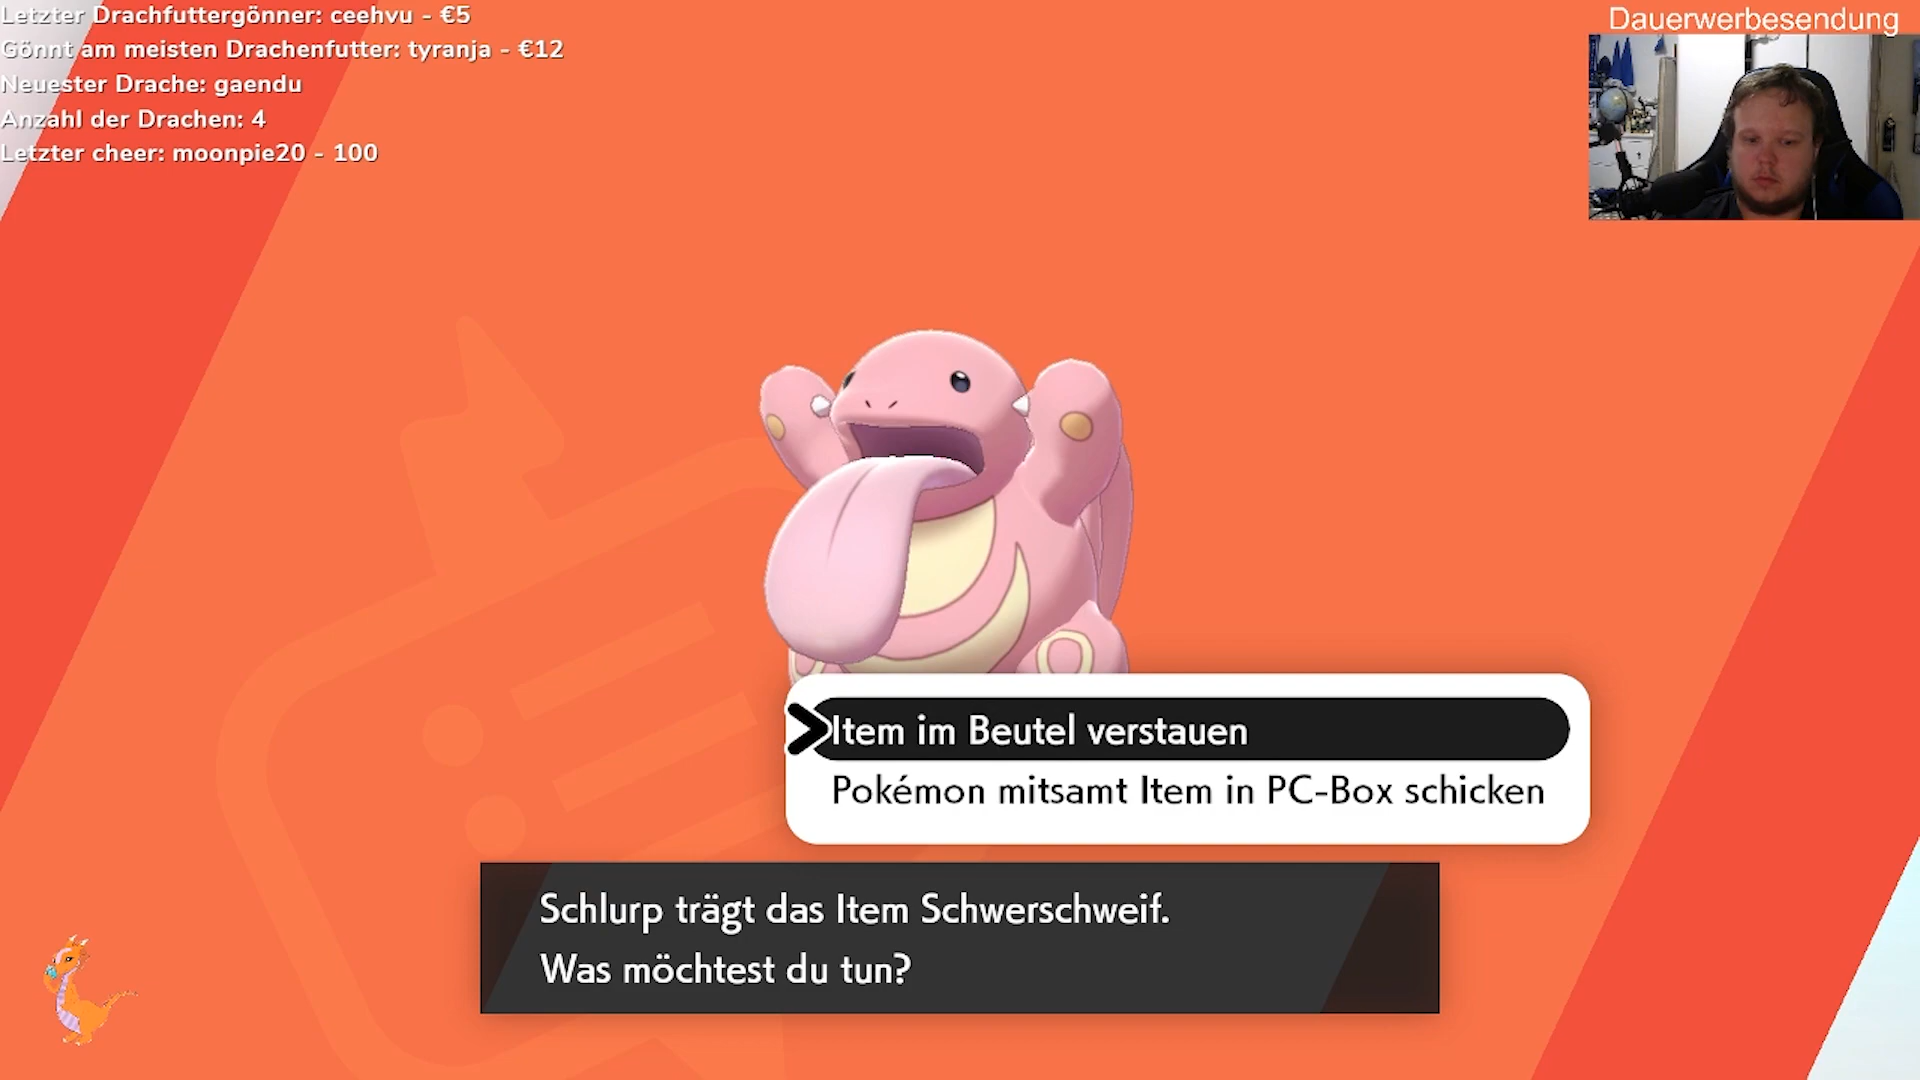 Letzter Drachfuttergönner: ceehvu - €5
Gönnt am meisten Drachenfutter: tyranja - €12
Neuester Drache: gaendu
Anzahl der Drachen: 4
Letzter cheer: moonpie20 - 100
Dauerwerbesendung
Item im Beutel verstauen
Pokémon mitsamt Item in PC-Box schicken
Schlurp trägt das Item Schwerschweif.
Was möchtest du tun?